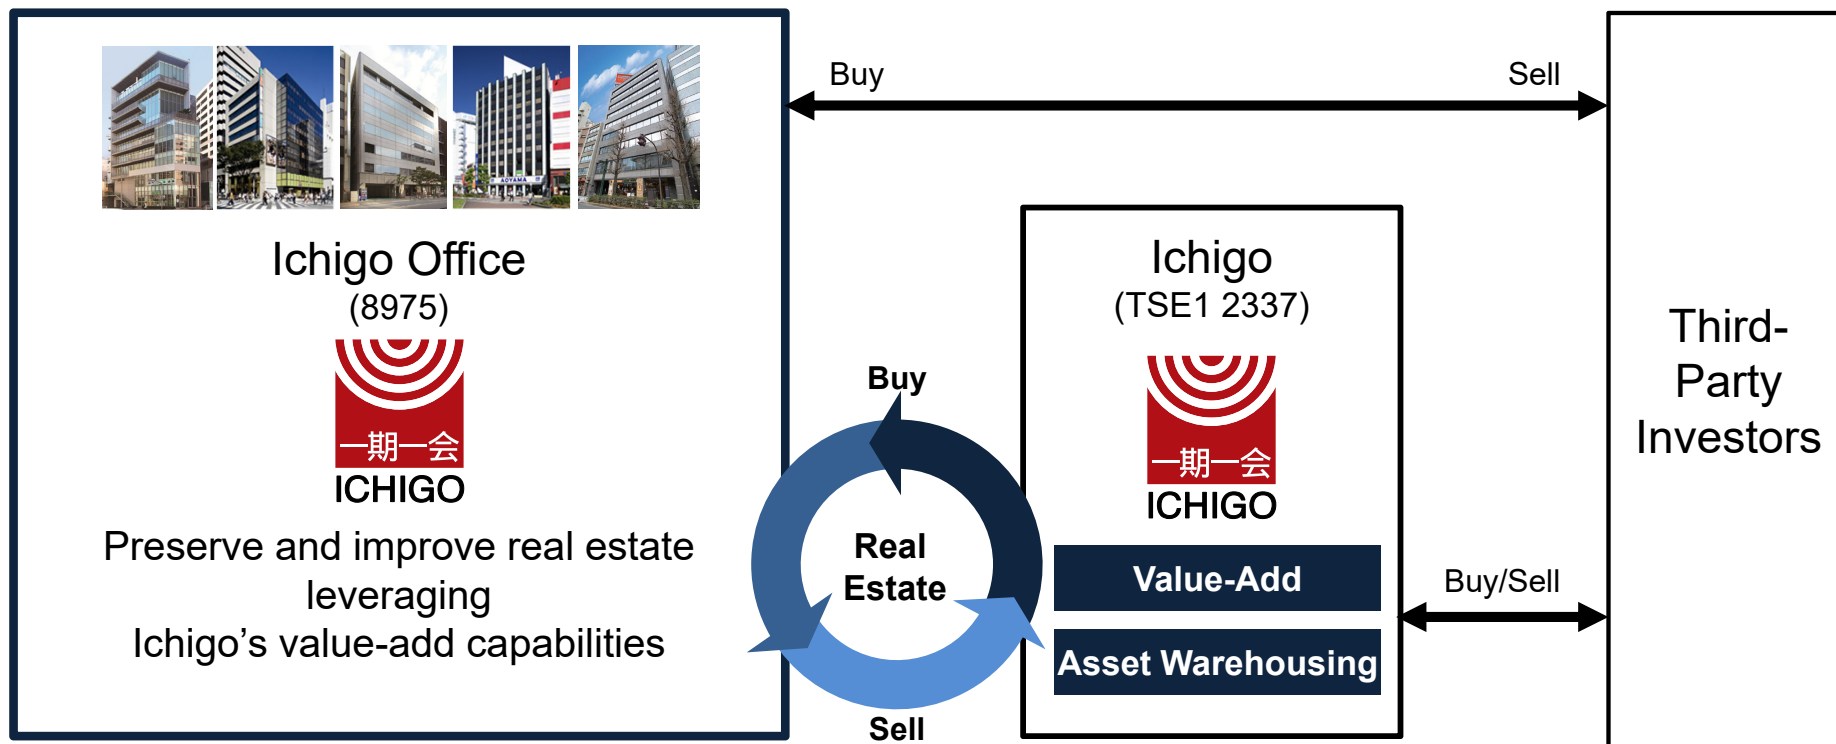 Buy
Sell
AOYAMA
Ichigo Office
(8975)
一期一会
ICHIGO
Preserve and improve real estate
leveraging
Ichigo’s value-add capabilities
Buy
Real
Estate
Sell
Ichigo
(TSE1 2337)
一期一会
ICHIGO
Value-Add
Asset Warehousing
Buy/Sell
Third-
Party
Investors